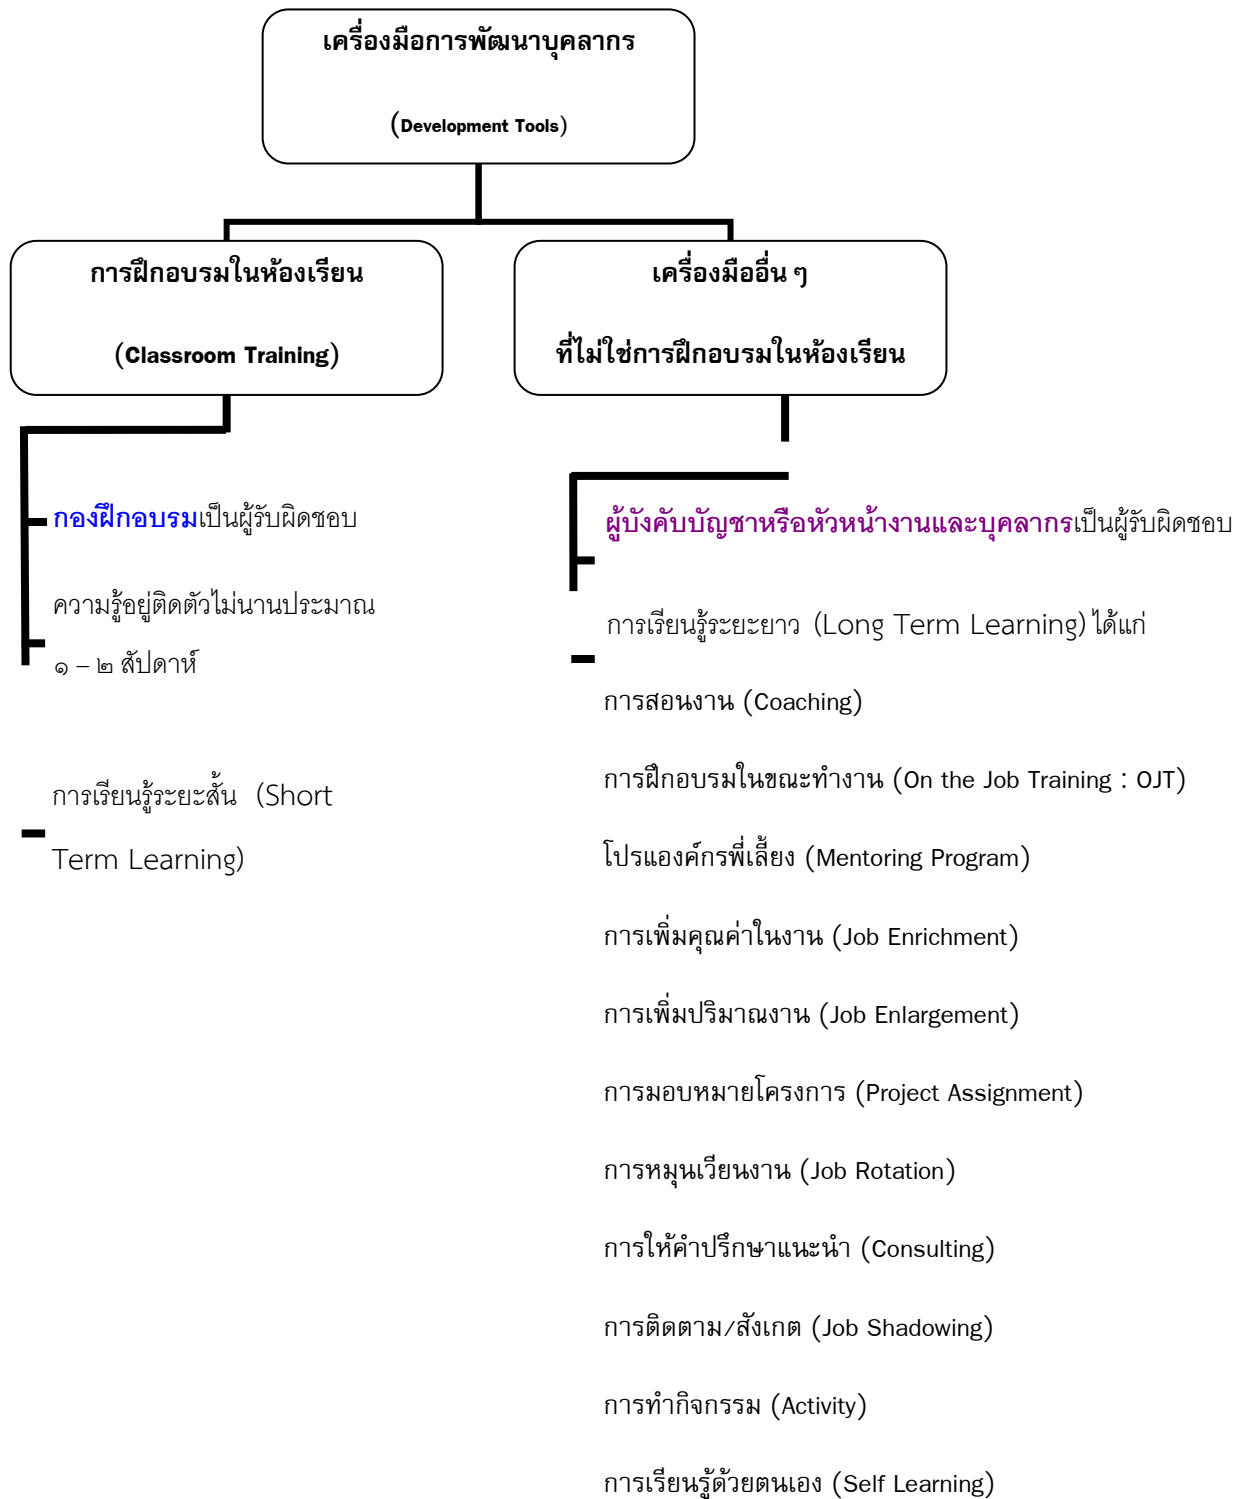 เครื่องมือการพัฒนาบุคลากร
(Development Tools)
การฝึกอบรมในห้องเรียน
(Classroom Training)
เครื่องมืออื่น ๆ
ที่ไม่ใช่การฝึกอบรมในห้องเรียน
กองฝึกอบรมเป็นผู้รับผิดชอบ
ความรู้อยู่ติดตัวไม่นานประมาณ
๑ – ๒ สัปดาห์
การเรียนรู้ระยะสั้น (Short
Term Learning)
ผู้บังคับบัญชาหรือหัวหน้างานและบุคลากรเป็นผู้รับผิดชอบ
การเรียนรู้ระยะยาว (Long Term Learning) ได้แก่
การสอนงาน (Coaching)
การฝึกอบรมในขณะทำงาน (On the Job Training : OJT)
โปรแองค์กรพี่เลี้ยง (Mentoring Program)
การเพิ่มคุณค่าในงาน (Job Enrichment)
การเพิ่มปริมาณงาน (Job Enlargement)
การมอบหมายโครงการ (Project Assignment)
การหมุนเวียนงาน (Job Rotation)
การให้คำปรึกษาแนะนำ (Consulting)
การติดตาม/สังเกต (Job Shadowing)
การทำกิจกรรม (Activity)
การเรียนรู้ด้วยตนเอง (Self Learning)